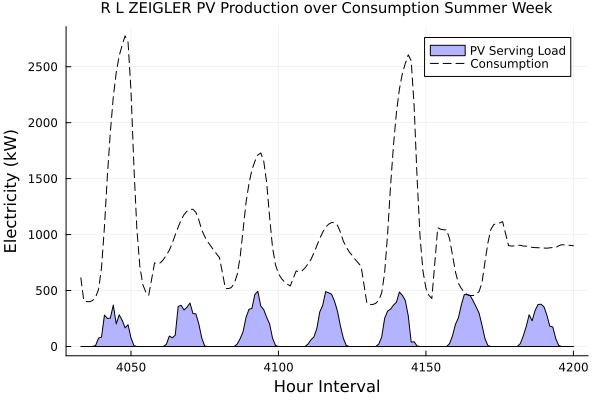 R L ZEIGLER PV Production over Consumption Summer Week
PV Serving Load
Consumption
Electricity (kW)
2500
2000
1500
1000
500
0
4050
4100
4150
4200
Hour Interval